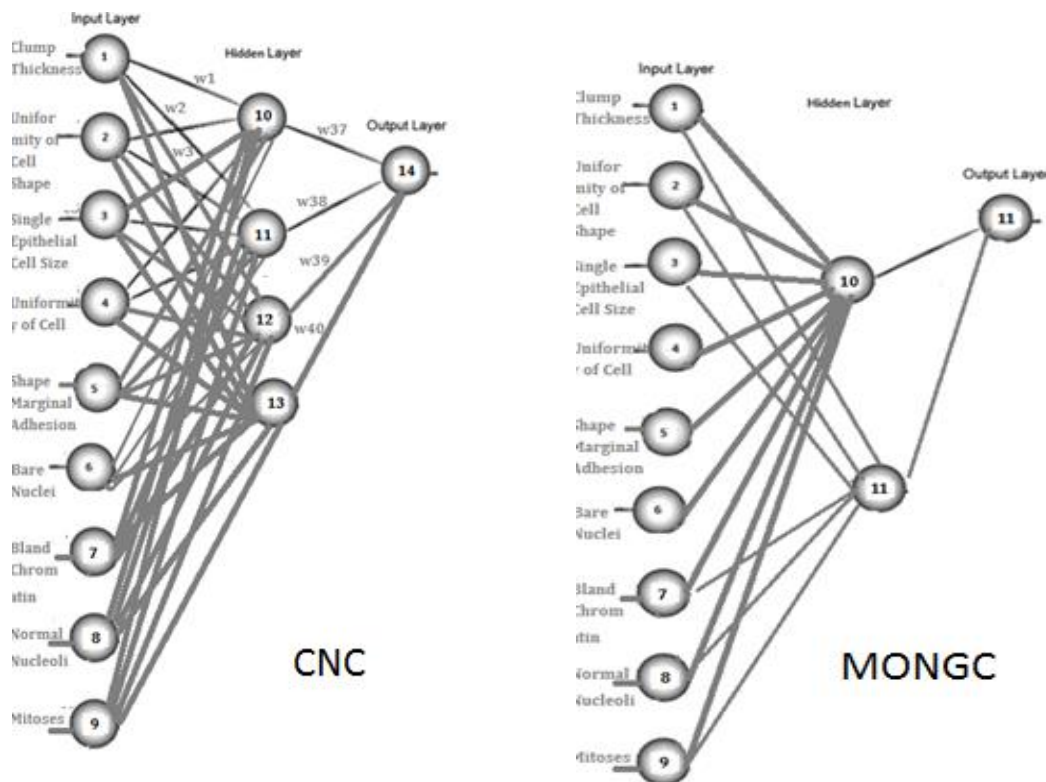 Input Layer
Clump
Thickness
Unifor
mity of
Cell
Shape
Single
Epithelial
Cell Size
Uniformit
y of Cell
Shape
Marginal
Adhesion
Bare
Nuclei
Bland
Chrom
atin
Normal
Nucleoli
Mitoses
1
2
3
4
5
6
7
8
9
w1
w2
w3
Hidden Layer
10
11
12
13
w37
w38
w39
w40
Output Layer
14
CNC
Input Layer
Clump
Thickness
Unifor
mity of
Cell
Shape
Single
Epithelial
Cell Size
Uniformit
y of Cell
Shape
Marginal
Adhesion
Bare
Nuclei
Bland
Chrom
atin
Normal
Nucleoli
Mitoses
1
2
3
4
5
6
7
8
9
Hidden Layer
10
11
Output Layer
11
MONGC